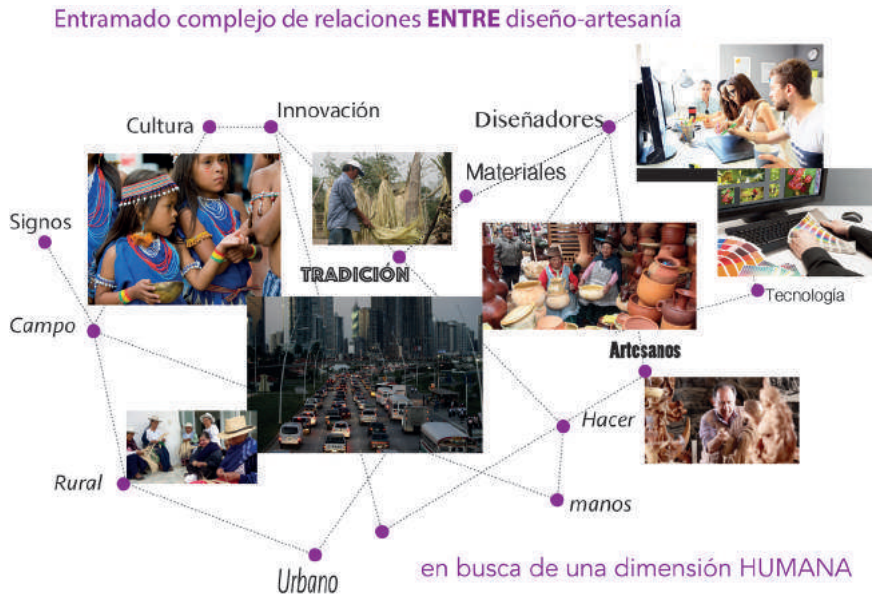 Entramado complejo de relaciones ENTRE diseño-artesanía
Cultura
Innovación
Diseñadores
Materiales
Signos
TRADICIÓN
Tecnología
Campo
Artesanos
Hacer
Rural
manos
Urbano
en busca de una dimensión HUMANA